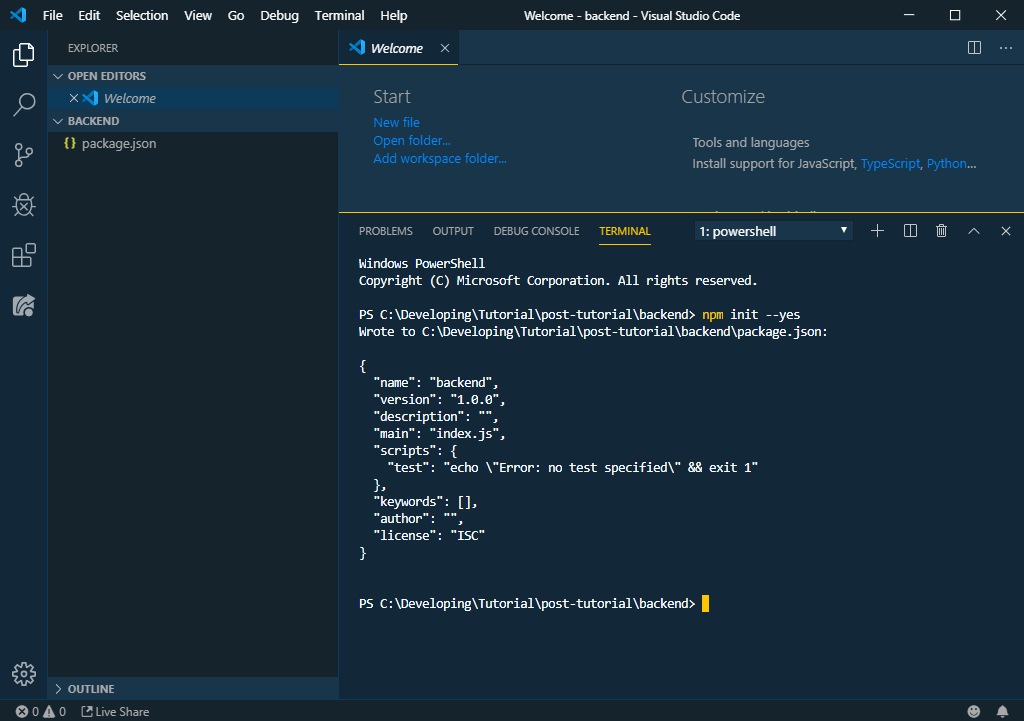 File Edit Selection View Go Debug Terminal Help Welcome - backend - Visual Studio Code
EXPLORER
OPEN EDITORS
Welcome
BACKEND
{} package.json
OUTLINE
Welcome
Start
New file
Open folder...
Add workspace folder...
Customize
Tools and languages
Install support for JavaScript, TypeScript, Python...
PROBLEMS OUTPUT DEBUG CONSOLE TERMINAL 1: powershell
Windows PowerShell
Copyright (C) Microsoft Corporation. All rights reserved.
PS C:\Developing\Tutorial\post-tutorial\backend> npm init --yes
Wrote to C:\Developing\Tutorial\post-tutorial\backend\package.json:
{
  "name": "backend",
  "version": "1.0.0",
  "description": "",
  "main": "index.js",
  "scripts": {
    "test": "echo \"Error: no test specified\" && exit 1"
  },
  "keywords": [],
  "author": "",
  "license": "ISC"
}
PS C:\Developing\Tutorial\post-tutorial\backend>
0 0 Live Share